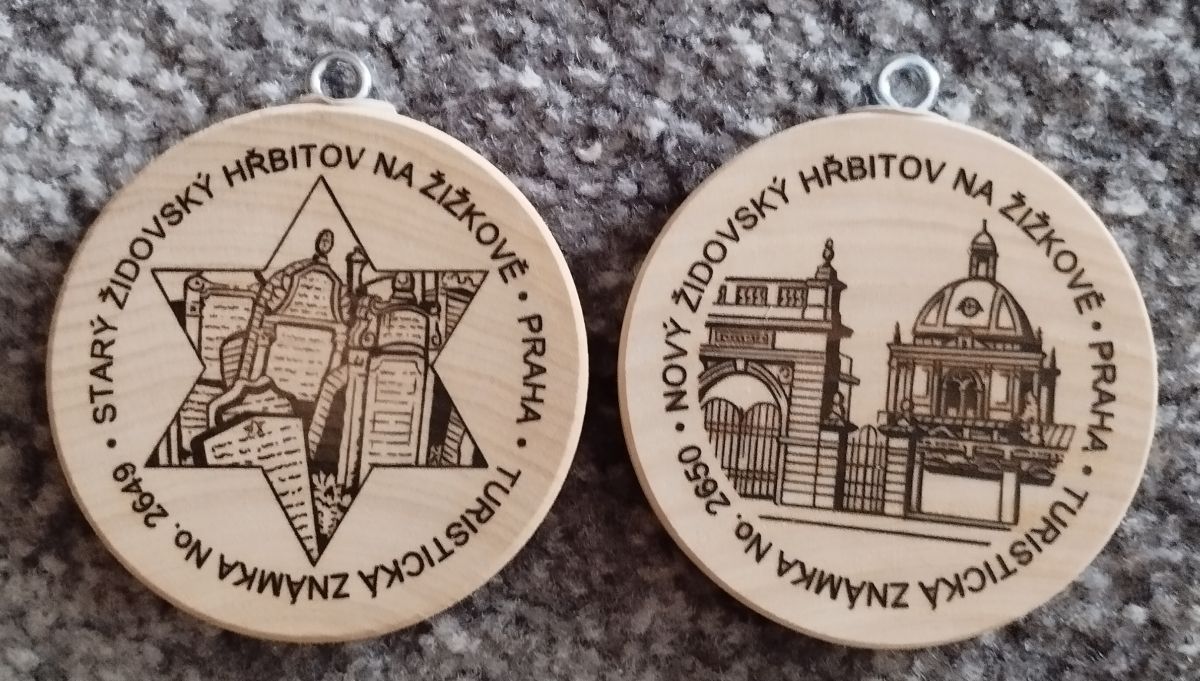 STARÝ ŽIDOVSKÝ HŘBITOV NA ŽIŽKOVĚ • PRAHA • TURISTICKÁ ZNÁMKA No. 2649 •
NOVÝ ŽIDOVSKÝ HŘBITOV NA ŽIŽKOVĚ • PRAHA • TURISTICKÁ ZNÁMKA No. 2650 •